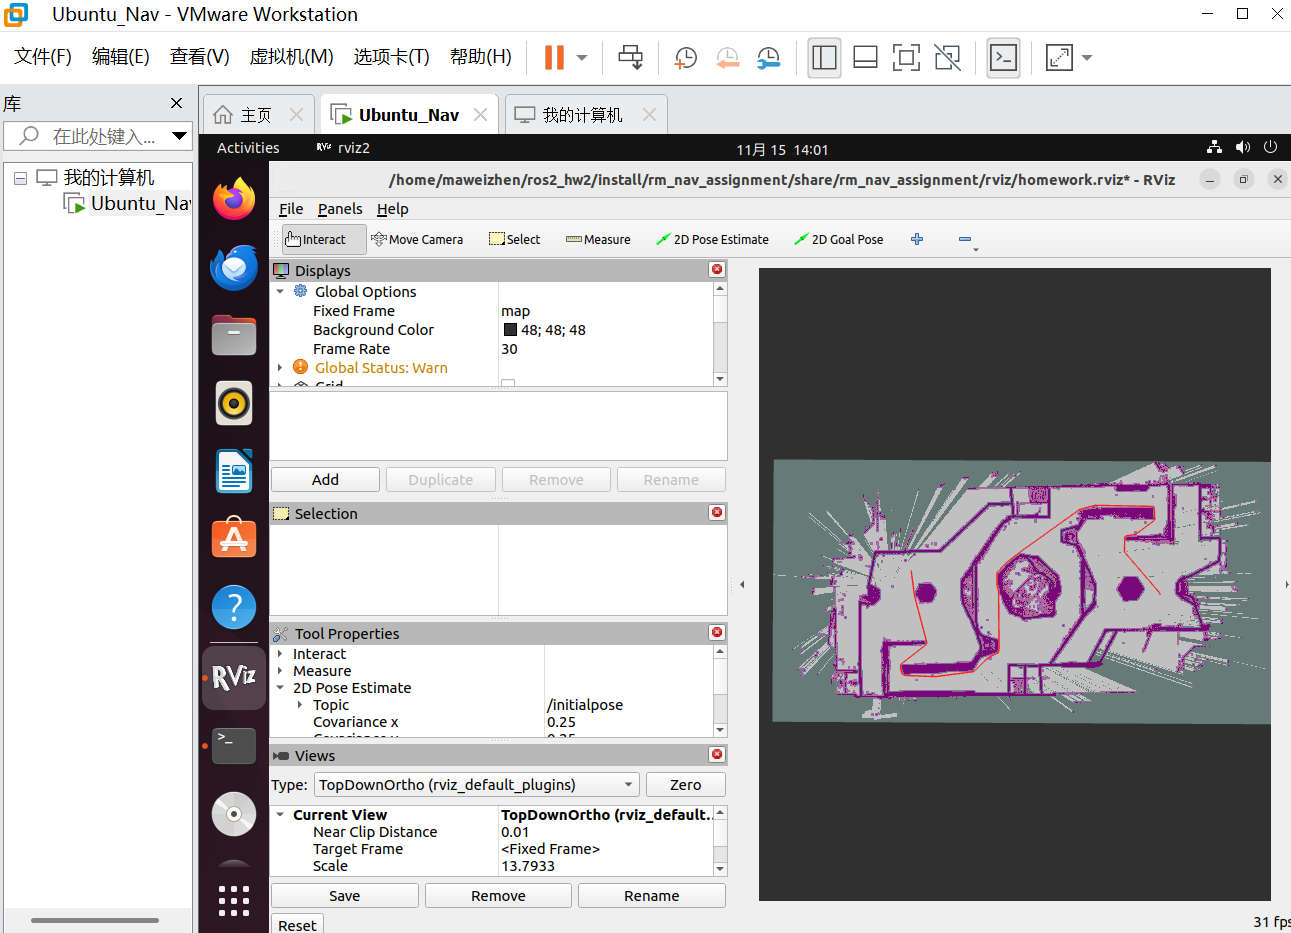 Ubuntu_Nav - VMware Workstation
文件(F) 编辑(E) 查看(V) 虚拟机(M) 选项卡(T) 帮助(H)
库
在此处键入...
我的计算机
Ubuntu_Nav
主页
Ubuntu_Nav
我的计算机
Activities
rviz2
11月 15 14:01
/home/maweizhen/ros2_hw2/install/rm_nav_assignment/share/rm_nav_assignment/rviz/homework.rviz* - RViz
File Panels Help
Interact Move Camera Select Measure 2D Pose Estimate 2D Goal Pose
Displays
Global Options
Fixed Frame map
Background Color 48; 48; 48
Frame Rate 30
Global Status: Warn
Grid
Add Duplicate Remove Rename
Selection
Tool Properties
Interact
Measure
2D Pose Estimate
Topic /initialpose
Covariance x 0.25
Covariance y 0.25
Views
Type: TopDownOrtho (rviz_default_plugins) Zero
Current View TopDownOrtho (rviz_default...
Near Clip Distance 0.01
Target Frame <Fixed Frame>
Scale 13.7933
Save Remove Rename
Reset
31 fps
RViz